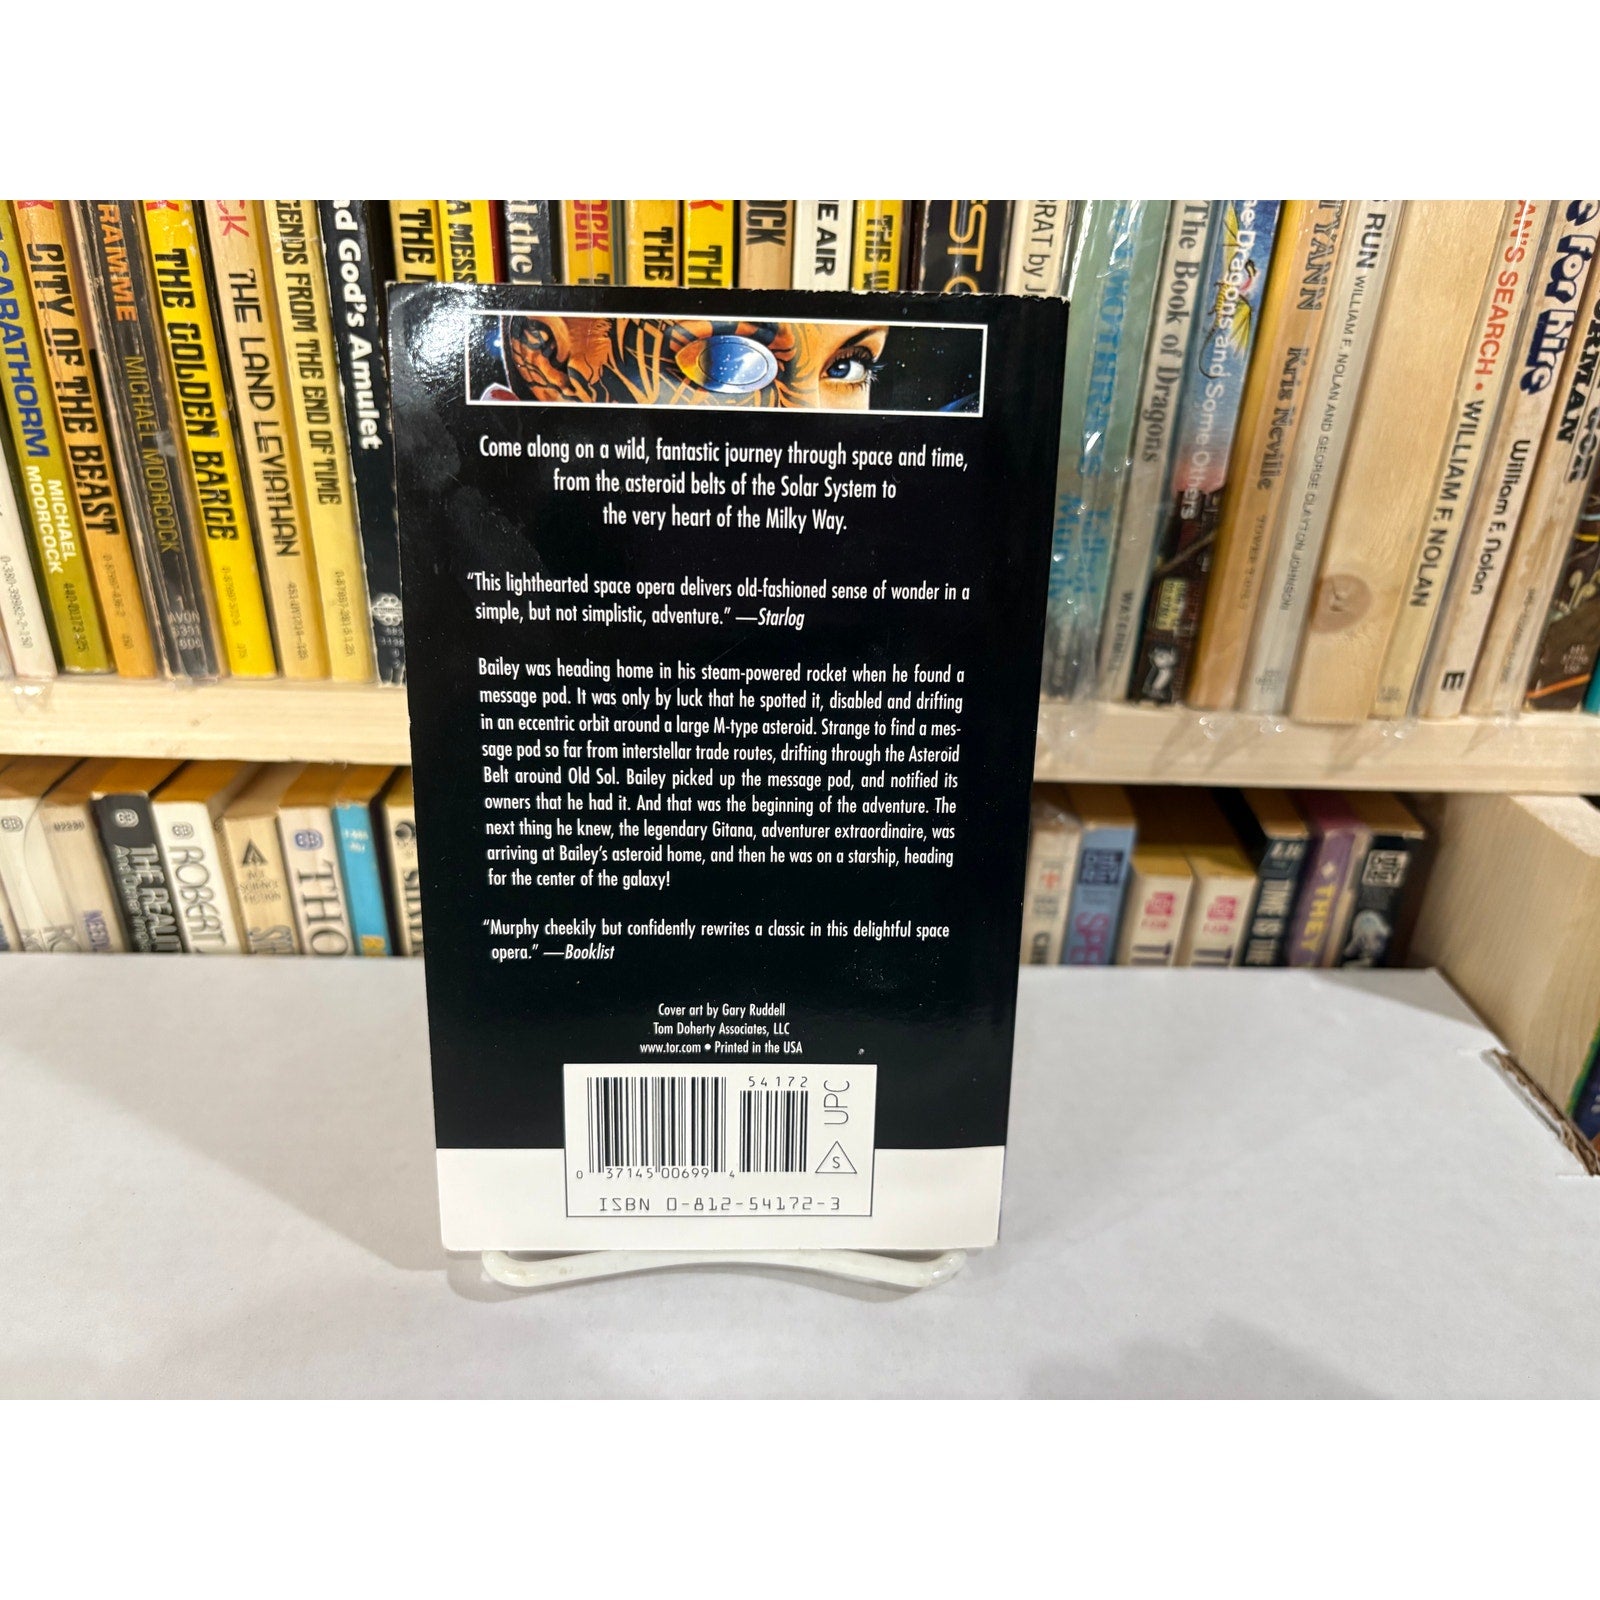 CITY OF THE BEAST
MICHAEL MOORCOCK
THE GOLDEN BARGE
MICHAEL MOORCOCK
THE LAND LEVIATHAN
FROM THE END OF TIME
God's Amulet
THE
A
THE
THE
THE
The Book of Dragons
Dragons and Some Others
Kris Neville
RUN WILLIAM F. NOLAN AND GEORGE CLAYTON JOHNSON
WILLIAM F. NOLAN
SEARCH • WILLIAM F. NOLAN
William F. Nolan
Come along on a wild, fantastic journey through space and time,
from the asteroid belts of the Solar System to
the very heart of the Milky Way.
“This lighthearted space opera delivers old-fashioned sense of wonder in a
simple, but not simplistic, adventure.” —Starlog
Bailey was heading home in his steam-powered rocket when he found a
message pod. It was only by luck that he spotted it, disabled and drifting
in an eccentric orbit around a large M-type asteroid. Strange to find a mes-
sage pod so far from interstellar trade routes, drifting through the Asteroid
Belt around Old Sol. Bailey picked up the message pod, and notified its
owners that he had it. And that was the beginning of the adventure. The
next thing he knew, the legendary Gitana, adventurer extraordinaire, was
arriving at Bailey's asteroid home, and then he was on a starship, heading
for the center of the galaxy!
“Murphy cheekily but confidently rewrites a classic in this delightful space
opera.” —Booklist
Cover art by Gary Ruddell
Tom Doherty Associates, LLC
www.tor.com • Printed in the USA
54172
UPC
S
0 37145 00699 4
ISBN 0-812-54172-3
ROBERT